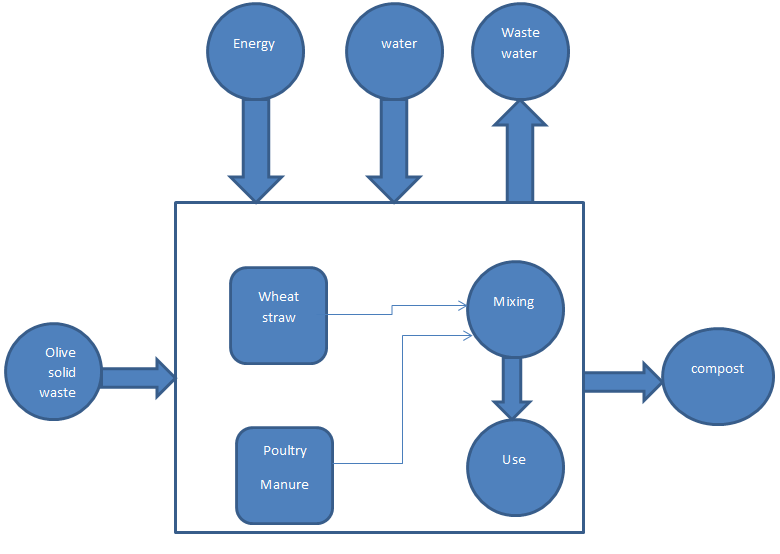 Energy
water
Waste
water
Wheat
straw
Mixing
Olive
solid
waste
compost
Poultry
Manure
Use